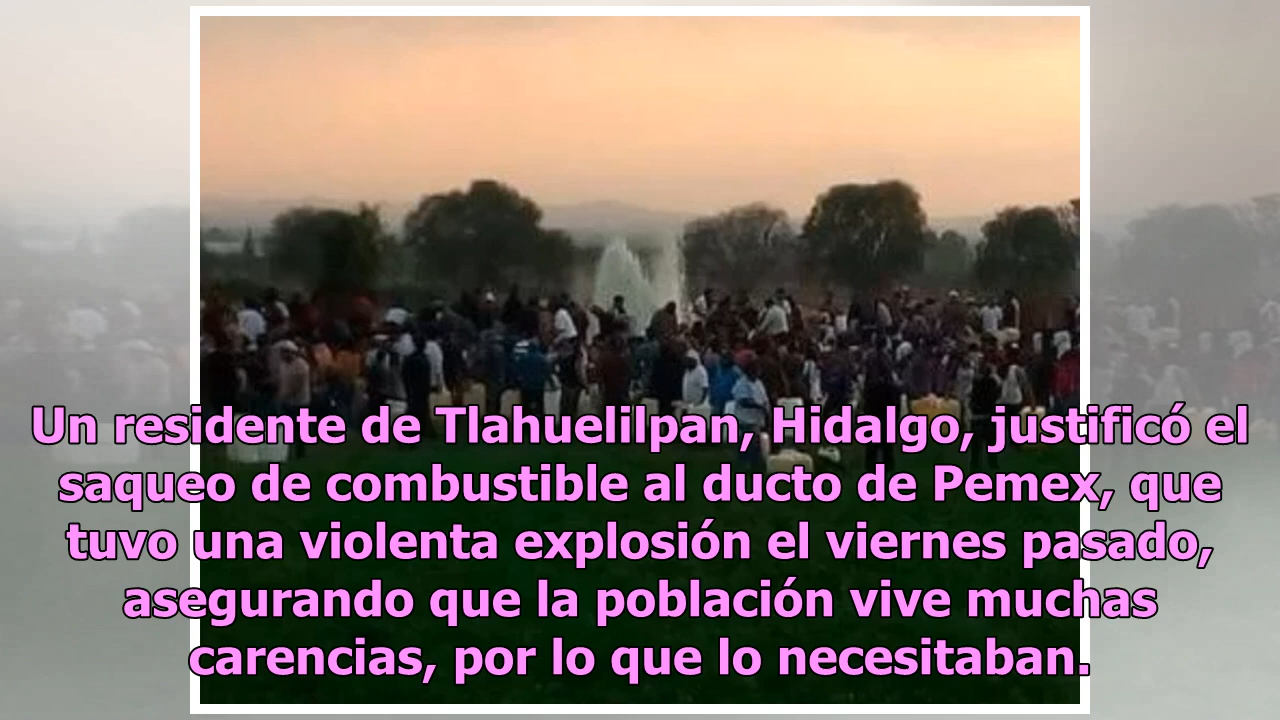 Un residente de Tlahuelilpan, Hidalgo, justificó el
saqueo de combustible al ducto de Pemex, que
tuvo una violenta explosión el viernes pasado,
asegurando que la población vive muchas
carencias, por lo que lo necesitaban.